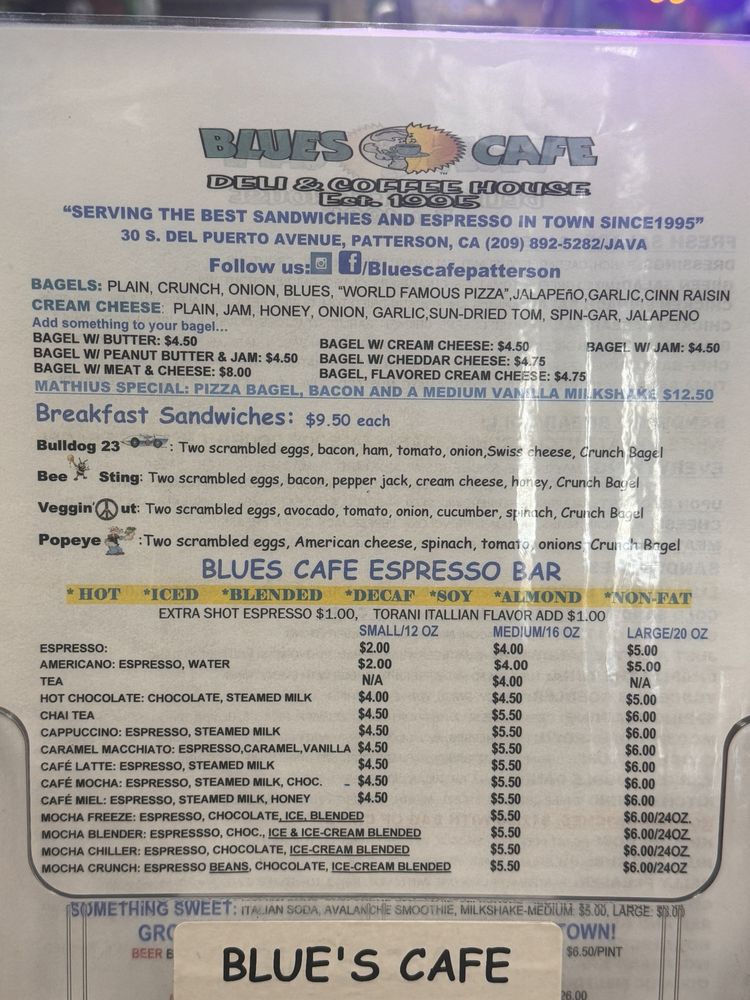 BLUES CAFE
DELI & COFFEE HOUSE
Est. 1995
“SERVING THE BEST SANDWICHES AND ESPRESSO IN TOWN SINCE1995”
30 S. DEL PUERTO AVENUE, PATTERSON, CA (209) 892-5282/JAVA
Follow us: f/Bluescafepatterson
BAGELS: PLAIN, CRUNCH, ONION, BLUES, “WORLD FAMOUS PIZZA”,JALAPEñO,GARLIC,CINN RAISIN
CREAM CHEESE: PLAIN, JAM, HONEY, ONION, GARLIC,SUN-DRIED TOM, SPIN-GAR, JALAPENO
Add something to your bagel...
BAGEL W/ BUTTER: $4.50 BAGEL W/ CREAM CHEESE: $4.50 BAGEL W/ JAM: $4.50
BAGEL W/ PEANUT BUTTER & JAM: $4.50 BAGEL W/ CHEDDAR CHEESE: $4.75
BAGEL W/ MEAT & CHEESE: $8.00 BAGEL, FLAVORED CREAM CHEESE: $4.75
MATHIUS SPECIAL: PIZZA BAGEL, BACON AND A MEDIUM VANILLA MILKSHAKE $12.50
Breakfast Sandwiches: $9.50 each
Bulldog 23 : Two scrambled eggs, bacon, ham, tomato, onion,Swiss cheese, Crunch Bagel
Bee Sting: Two scrambled eggs, bacon, pepper jack, cream cheese, honey, Crunch Bagel
Veggin' ut: Two scrambled eggs, avocado, tomato, onion, cucumber, spinach, Crunch Bagel
Popeye :Two scrambled eggs, American cheese, spinach, tomato, onions, Crunch Bagel
BLUES CAFE ESPRESSO BAR
* HOT *ICED *BLENDED *DECAF *SOY *ALMOND *NON-FAT
EXTRA SHOT ESPRESSO $1.00, TORANI ITALLIAN FLAVOR ADD $1.00
SMALL/12 OZ MEDIUM/16 OZ LARGE/20 OZ
ESPRESSO: $2.00 $4.00 $5.00
AMERICANO: ESPRESSO, WATER $2.00 $4.00 $5.00
TEA N/A $4.00 N/A
HOT CHOCOLATE: CHOCOLATE, STEAMED MILK $4.00 $4.50 $5.00
CHAI TEA $4.50 $5.50 $6.00
CAPPUCCINO: ESPRESSO, STEAMED MILK $4.50 $5.50 $6.00
CARAMEL MACCHIATO: ESPRESSO,CARAMEL,VANILLA $4.50 $5.50 $6.00
CAFÉ LATTE: ESPRESSO, STEAMED MILK $4.50 $5.50 $6.00
CAFÉ MOCHA: ESPRESSO, STEAMED MILK, CHOC. $4.50 $5.50 $6.00
CAFÉ MIEL: ESPRESSO, STEAMED MILK, HONEY $4.50 $5.50 $6.00
MOCHA FREEZE: ESPRESSO, CHOCOLATE, ICE, BLENDED $5.50 $6.00/24OZ.
MOCHA BLENDER: ESPRESSSO, CHOC., ICE & ICE-CREAM BLENDED $5.50 $6.00/24OZ.
MOCHA CHILLER: ESPRESSO, CHOCOLATE, ICE-CREAM BLENDED $5.50 $6.00/24OZ
MOCHA CRUNCH: ESPRESSO BEANS, CHOCOLATE, ICE-CREAM BLENDED $5.50 $6.00/24OZ
SOMETHING SWEET: ITALIAN SODA, AVALANCHE SMOOTHIE, MILKSHAKE-MEDIUM: $5.00, LARGE:
TOWN!
BEER $6.50/PINT
BLUE'S CAFE